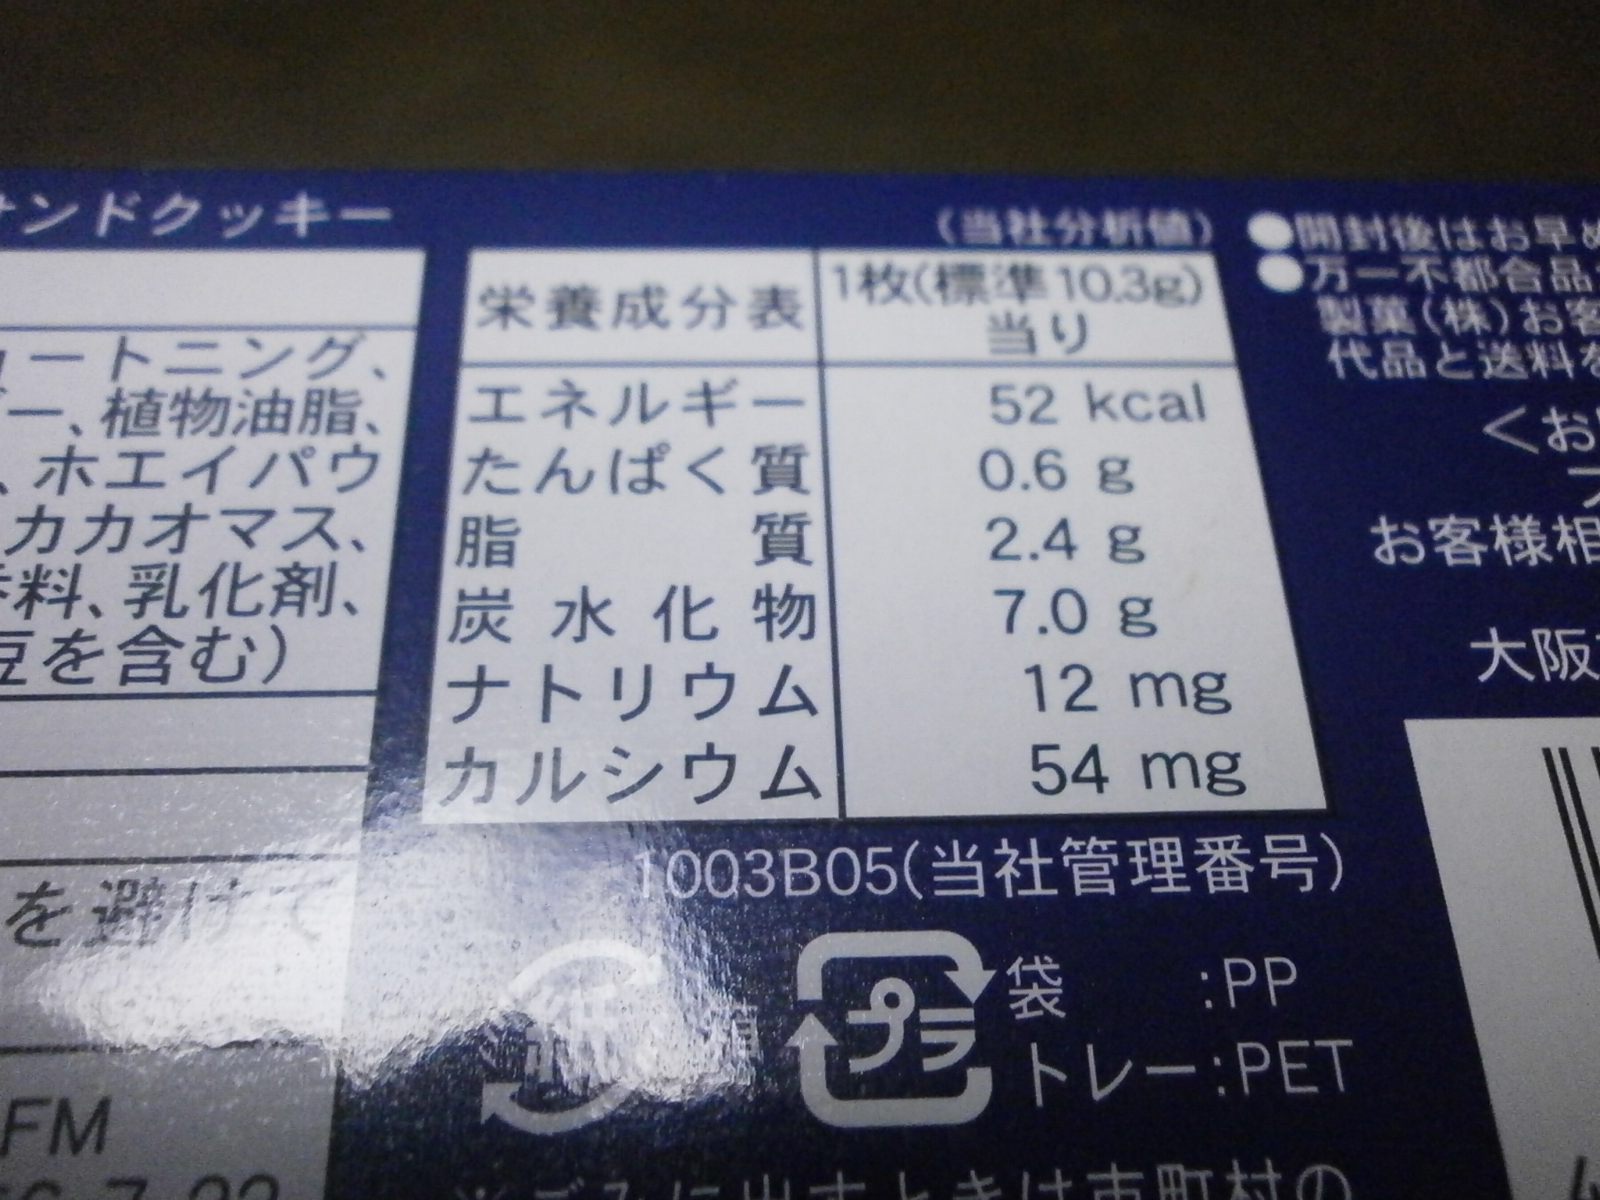 サンドクッキー
ョートニング、
ー、植物油脂、
、ホエイパウ
カカオマス、
香料、乳化剤、
豆を含む）
を避けて
FM
(当社分析値)
栄養成分表 1枚(標準10.3g)当り
エネルギー 52 kcal
たんぱく質 0.6 g
脂質 2.4 g
炭水化物 7.0 g
ナトリウム 12 mg
カルシウム 54 mg
1003B05(当社管理番号)
紙 箱
プラ
袋 :PP
トレー:PET
●開封後はお早め
●万一不都合品
製菓(株)お客
代品と送料を
<お
お客様相
大阪